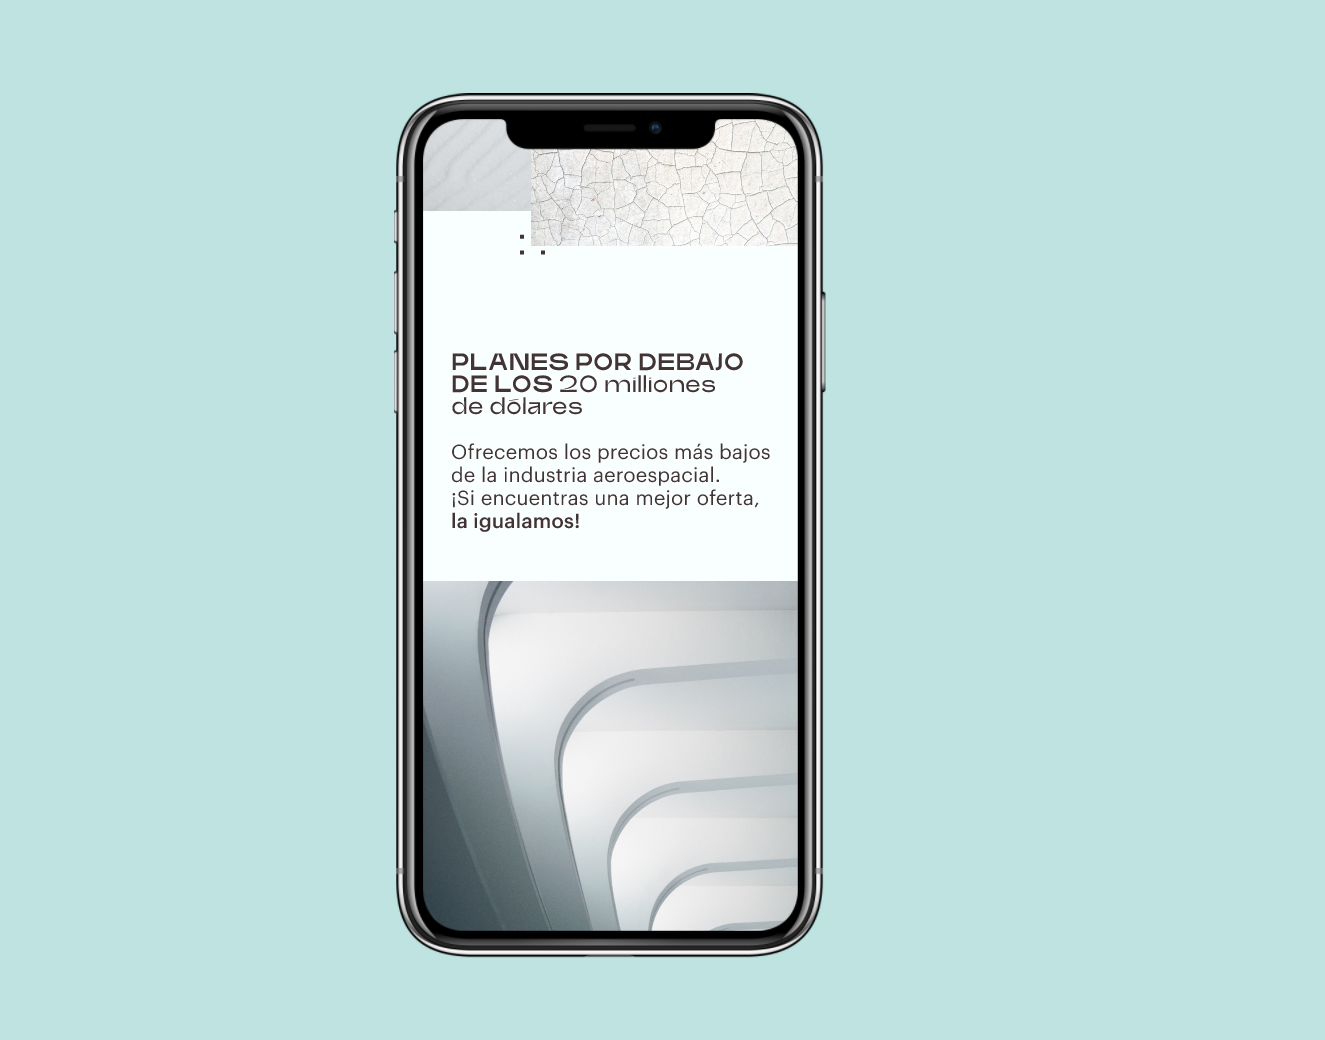 PLANES POR DEBAJO
DE LOS 20 milliones
de dólares
Ofrecemos los precios más bajos
de la industria aeroespacial.
¡Si encuentras una mejor oferta,
la igualamos!